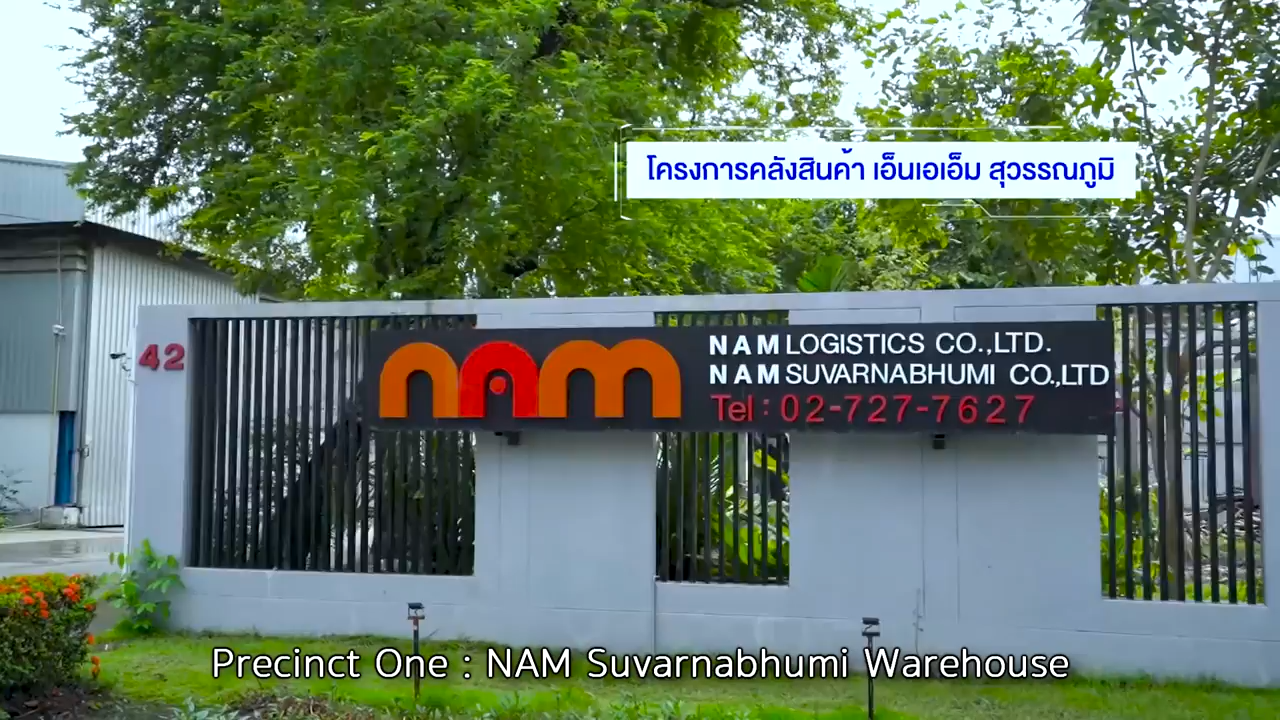 โครงการคลังสินค้า เอ็นเอเอ็ม สุวรรณภูมิ
42
nam
NAM LOGISTICS CO.,LTD.
NAM SUVARNABHUMI CO.,LTD
Tel : 02-727-7627
Precinct One : NAM Suvarnabhumi Warehouse